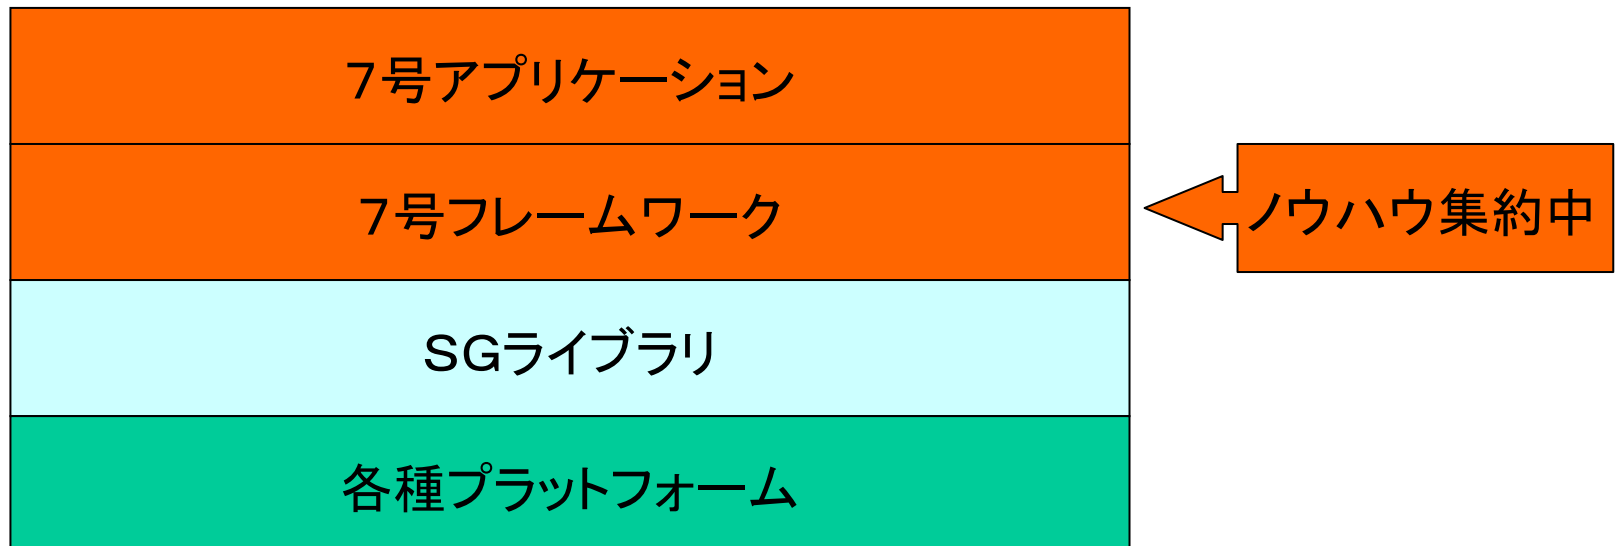 ７号アプリケーション
７号フレームワーク
ノウハウ集約中
SGライブラリ
各種プラットフォーム